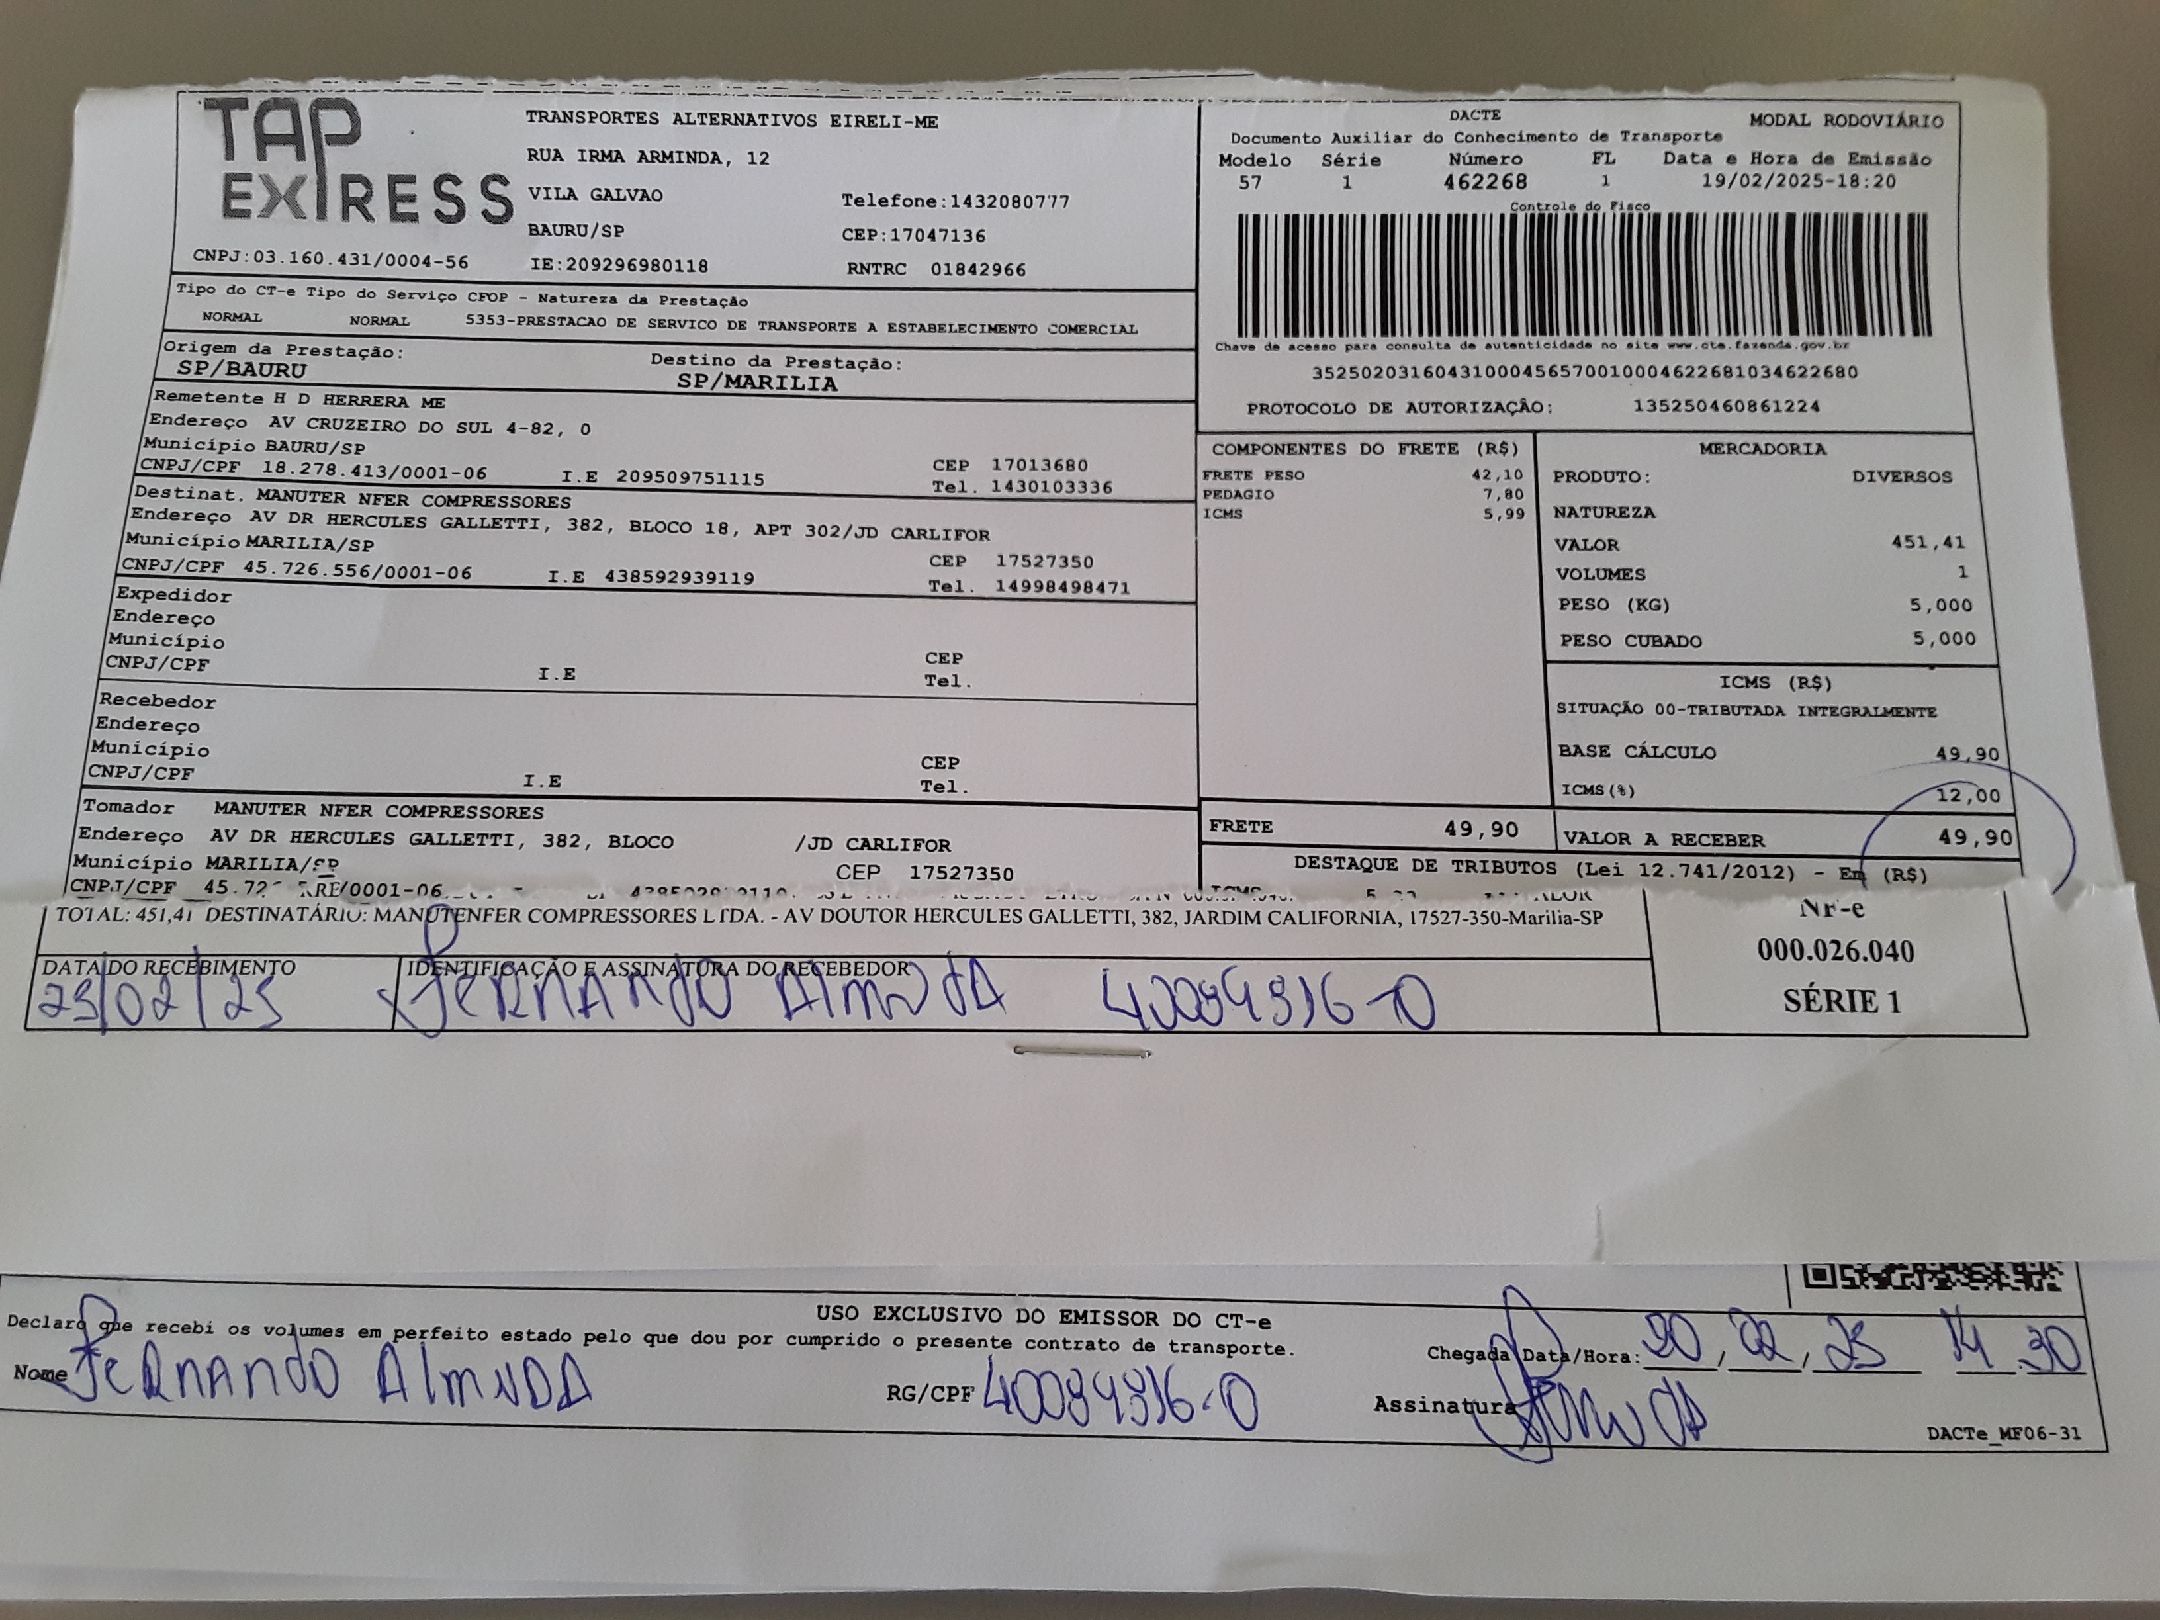 TAP EXPRESS
TRANSPORTES ALTERNATIVOS EIRELI-ME
RUA IRMA ARMINDA, 12
VILA GALVAO Telefone:1432080777
BAURU/SP CEP:17047136
CNPJ:03.160.431/0004-56 IE:209296980118 RNTRC 01842966
Tipo do CT-e Tipo do Serviço CFOP - Natureza da Prestação
NORMAL NORMAL 5353-PRESTACAO DE SERVICO DE TRANSPORTE A ESTABELECIMENTO COMERCIAL
Origem da Prestação: Destino da Prestação:
SP/BAURU SP/MARILIA
Remetente H D HERRERA ME
Endereço AV CRUZEIRO DO SUL 4-82, 0
Município BAURU/SP CEP 17013680
CNPJ/CPF 18.278.413/0001-06 I.E 209509751115 Tel. 1430103336
Destinat. MANUTER NFER COMPRESSORES
Endereço AV DR HERCULES GALLETTI, 382, BLOCO 18, APT 302/JD CARLIFOR
Município MARILIA/SP CEP 17527350
CNPJ/CPF 45.726.556/0001-06 I.E 438592939119 Tel. 14998498471
Expedidor
Endereço
Município CEP
CNPJ/CPF I.E Tel.
Recebedor
Endereço
Município CEP
CNPJ/CPF I.E Tel.
Tomador MANUTER NFER COMPRESSORES
Endereço AV DR HERCULES GALLETTI, 382, BLOCO /JD CARLIFOR
Município MARILIA/SP CEP 17527350
CNPJ/CPF /0001-06
DACTE MODAL RODOVIÁRIO
Documento Auxiliar do Conhecimento de Transporte
Modelo Série Número FL Data e Hora de Emissão
57 1 462268 1 19/02/2025-18:20
Controle do Fisco
Chave de acesso para consulta de autenticidade no site www.cte.fazenda.gov.br
35250203160431000456570010004622681034622680
PROTOCOLO DE AUTORIZAÇÂO: 135250460861224
COMPONENTES DO FRETE (R$)
FRETE PESO 42,10
PEDAGIO 7,80
ICMS 5,99
MERCADORIA
PRODUTO: DIVERSOS
NATUREZA
VALOR 451,41
VOLUMES 1
PESO (KG) 5,000
PESO CUBADO 5,000
ICMS (R$)
SITUAÇÃO 00-TRIBUTADA INTEGRALMENTE
BASE CÁLCULO 49,90
ICMS(%) 12,00
FRETE 49,90 VALOR A RECEBER 49,90
DESTAQUE DE TRIBUTOS (Lei 12.741/2012) - Em (R$)
TOTAL: 451,41 DESTINATÁRIO: MANUTENFER COMPRESSORES LTDA. - AV DOUTOR HERCULES GALLETTI, 382, JARDIM CALIFORNIA, 17527-350-Marilia-SP
DATA DO RECEBIMENTO IDENTIFICAÇÃO E ASSINATURA DO RECEBEDOR
/02/25 FERNANDO
NF-e
000.026.040
SÉRIE 1
USO EXCLUSIVO DO EMISSOR DO CT-e
Declaro que recebi os volumes em perfeito estado pelo que dou por cumprido o presente contrato de transporte.
Chegada Data/Hora: 20, 02, 25 14 30
Nome FERNANDO RG/CPF Assinatura
DACTe_MF06-31